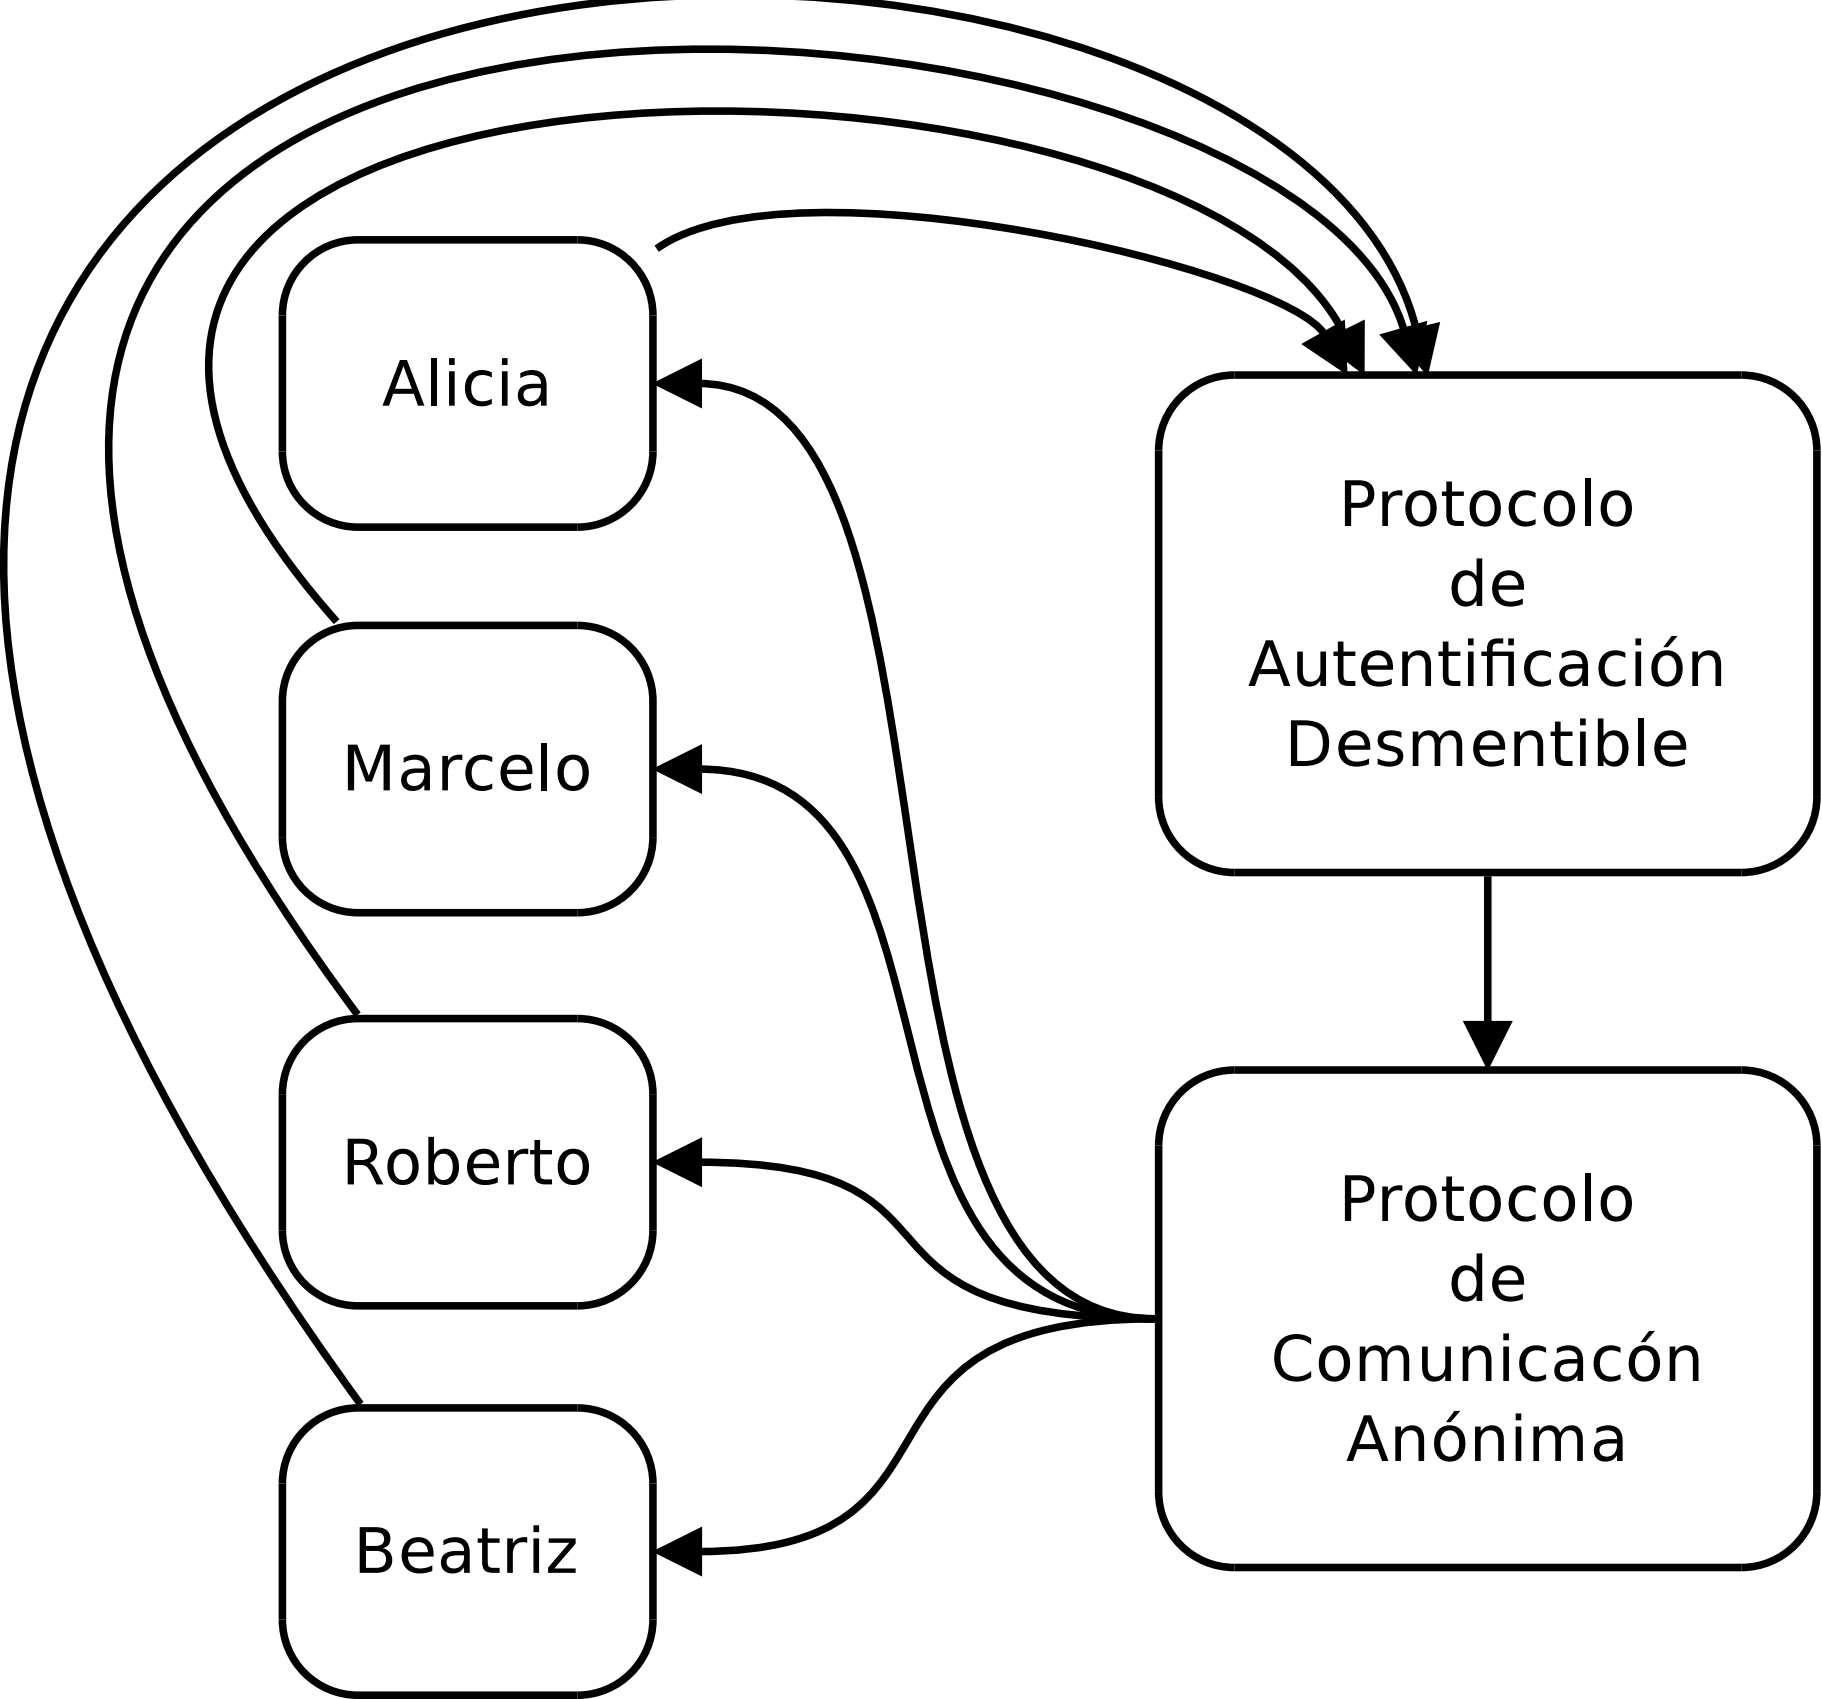 Alicia
Marcelo
Roberto
Beatriz
Protocolo
de
Autentificación
Desmentible
Protocolo
de
Comunicacón
Anónima